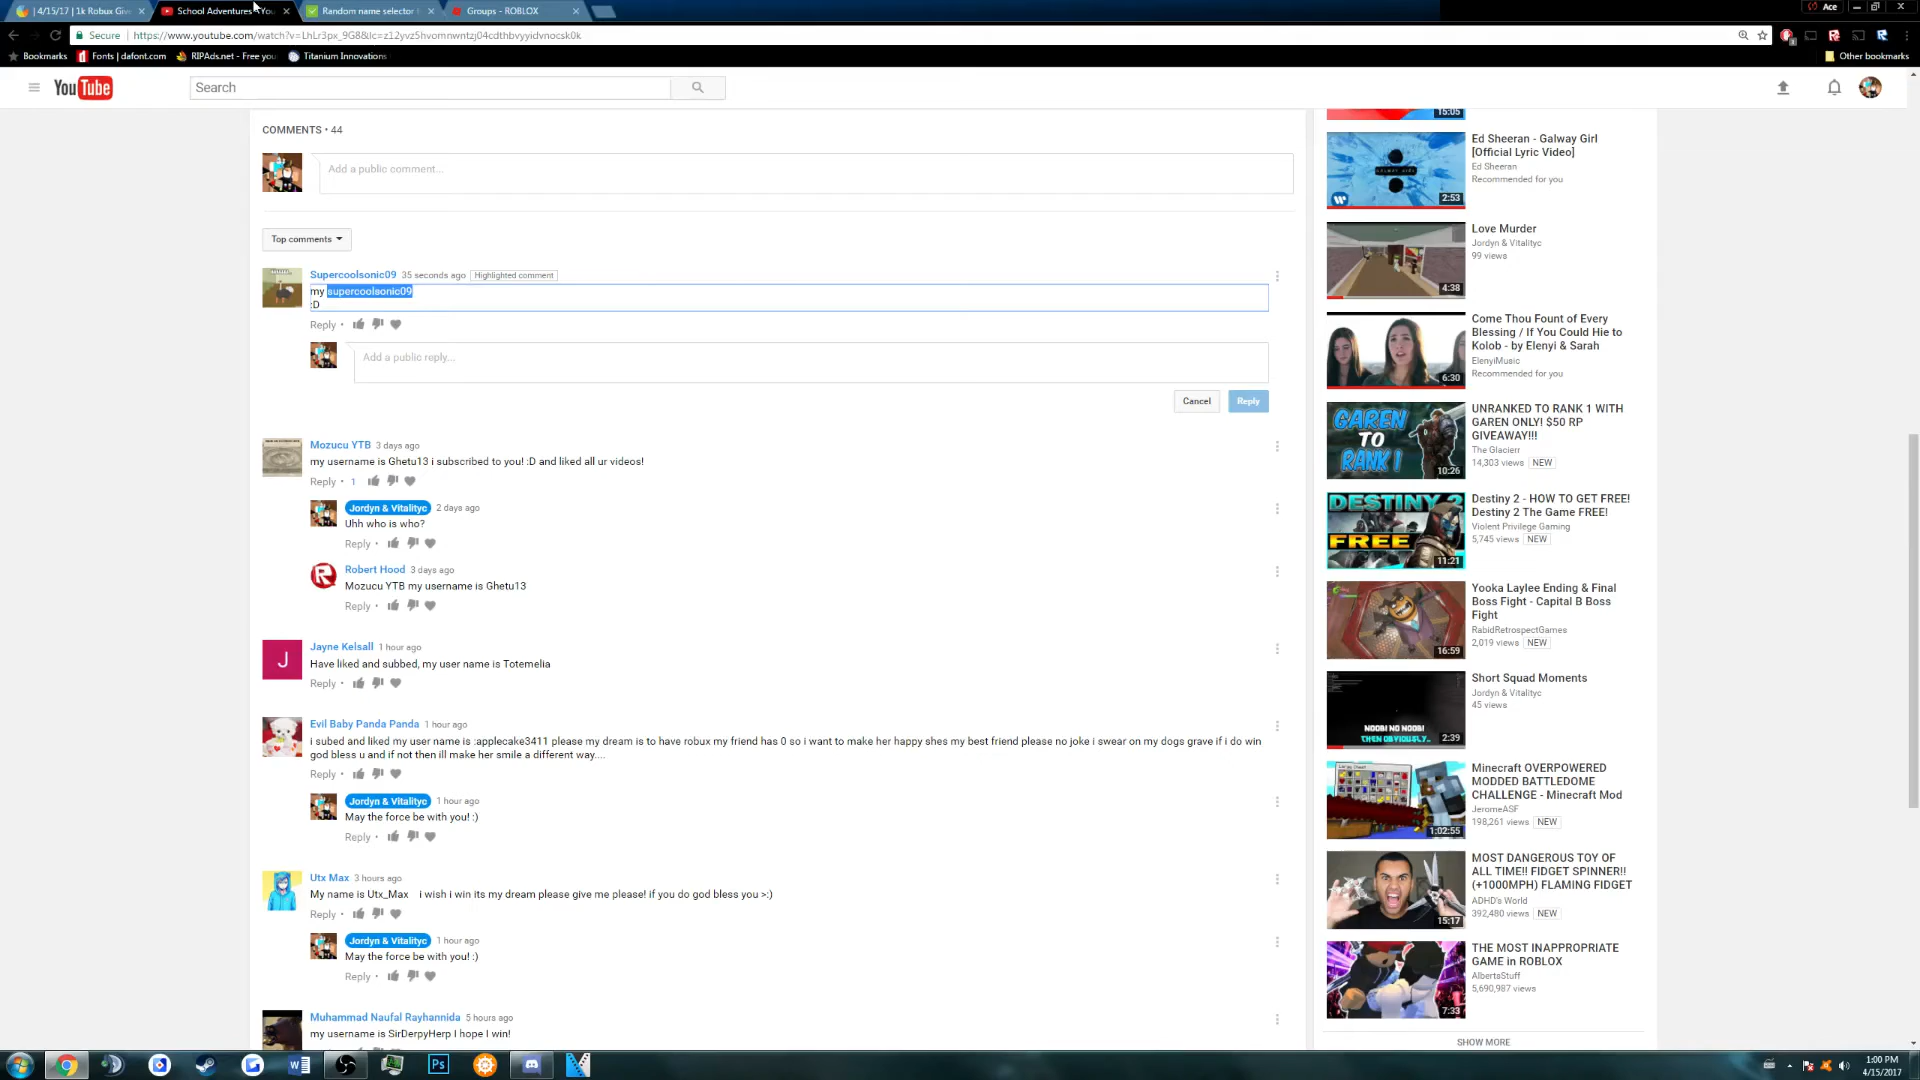 | 4/15/17 | 1k Robux Giv
School Adventures - You
Random name selector
Groups - ROBLOX
Ace
Secure
https://www.youtube.com/watch?v=LhLr3px_9G8&lc=z12yvz5hvomnwntzj04cdthbvyyidvnocsk0k
Bookmarks
Fonts | dafont.com
RIPAds.net - Free you
Titanium Innovations
Other bookmarks
YouTube
Search
COMMENTS • 44
Add a public comment...
Top comments
Supercoolsonic09 35 seconds ago Highlighted comment
my supercoolsonic09
:D
Reply •
Add a public reply...
Cancel Reply
Mozucu YTB 3 days ago
my username is Ghetu13 i subscribed to you! :D and liked all ur videos!
Reply • 1
Jordyn & Vitalityc 2 days ago
Uhh who is who?
Reply •
Robert Hood 3 days ago
Mozucu YTB my username is Ghetu13
Reply •
J
Jayne Kelsall 1 hour ago
Have liked and subbed, my user name is Totemelia
Reply •
Evil Baby Panda Panda 1 hour ago
i subed and liked my user name is :applecake3411 please my dream is to have robux my friend has 0 so i want to make her happy shes my best friend please no joke i swear on my dogs grave if i do win
god bless u and if not then ill make her smile a different way....
Reply •
Jordyn & Vitalityc 1 hour ago
May the force be with you! :)
Reply •
Utx Max 3 hours ago
My name is Utx_Max i wish i win its my dream please give me please! if you do god bless you >:)
Reply •
Jordyn & Vitalityc 1 hour ago
May the force be with you! :)
Reply •
Muhammad Naufal Rayhannida 5 hours ago
my username is SirDerpyHerp I hope I win!
15:05
Ed Sheeran - Galway Girl
[Official Lyric Video]
Ed Sheeran
Recommended for you
2:53
Love Murder
Jordyn & Vitalityc
99 views
4:38
Come Thou Fount of Every
Blessing / If You Could Hie to
Kolob - by Elenyi & Sarah
ElenyiMusic
Recommended for you
6:30
GAREN
TO
RANK 1
10:26
UNRANKED TO RANK 1 WITH
GAREN ONLY! $50 RP
GIVEAWAY!!!
The Glacierr
14,303 views NEW
DESTINY 2
FREE
11:21
Destiny 2 - HOW TO GET FREE!
Destiny 2 The Game FREE!
Violent Privilege Gaming
5,745 views NEW
Yooka Laylee Ending & Final
Boss Fight - Capital B Boss
Fight
RabidRetrospectGames
2,019 views NEW
16:59
Short Squad Moments
Jordyn & Vitalityc
45 views
NOOB! NO NOOB!
THEN OBVIOUSLY..
2:39
Minecraft OVERPOWERED
MODDED BATTLEDOME
CHALLENGE - Minecraft Mod
JeromeASF
198,261 views NEW
1:02:55
MOST DANGEROUS TOY OF
ALL TIME!! FIDGET SPINNER!!
(+1000MPH) FLAMING FIDGET
ADHD's World
392,480 views NEW
15:17
THE MOST INAPPROPRIATE
GAME in ROBLOX
AlbertsStuff
5,690,987 views
7:33
SHOW MORE
Ps
1:00 PM
4/15/2017